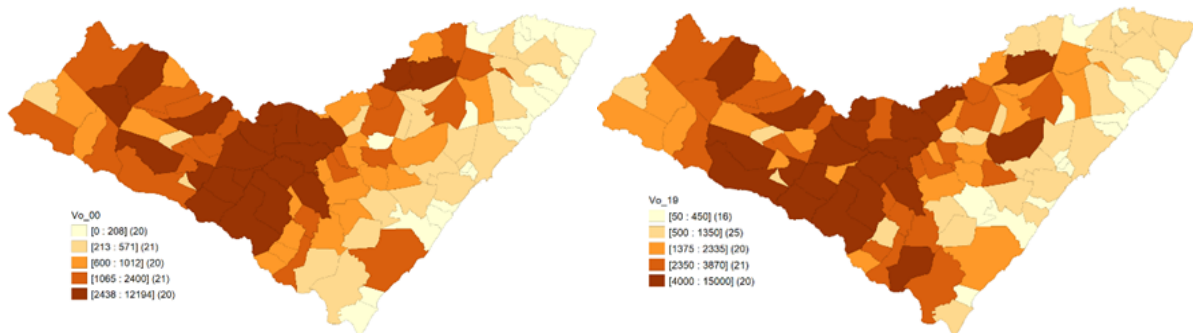 Vo_00
[0 : 208] (20)
[213 : 571] (21)
[600 : 1012] (20)
[1065 : 2400] (21)
[2438 : 12194] (20)
Vo_19
[50 : 450] (16)
[500 : 1350] (25)
[1375 : 2335] (20)
[2350 : 3870] (21)
[4000 : 15000] (20)